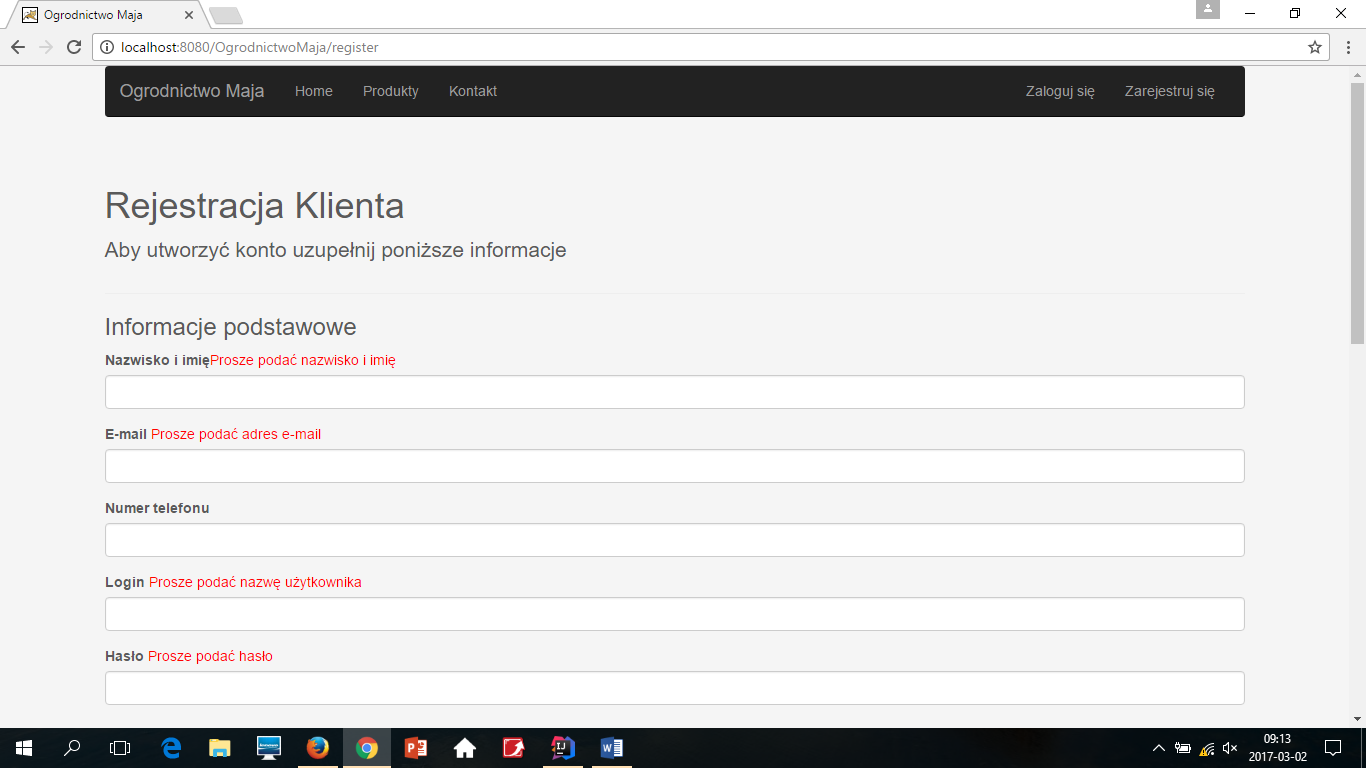 Ogrodnictwo Maja
localhost:8080/OgrodnictwoMaja/register
Ogrodnictwo Maja Home Produkty Kontakt Zaloguj się Zarejestruj się
Rejestracja Klienta
Aby utworzyć konto uzupełnij poniższe informacje
Informacje podstawowe
Nazwisko i imięProsze podać nazwisko i imię
E-mail Prosze podać adres e-mail
Numer telefonu
Login Prosze podać nazwę użytkownika
Hasło Prosze podać hasło
09:13
2017-03-02